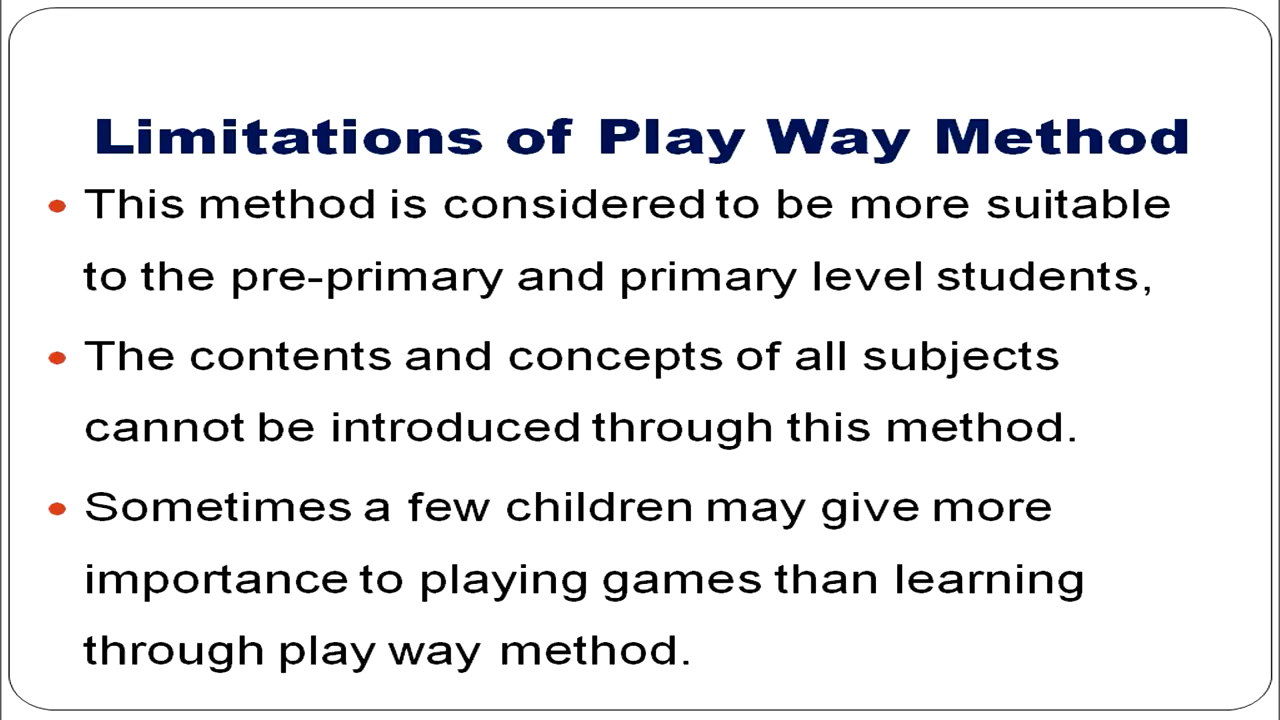 Limitations of Play Way Method
• This method is considered to be more suitable
to the pre-primary and primary level students,
• The contents and concepts of all subjects
cannot be introduced through this method.
• Sometimes a few children may give more
importance to playing games than learning
through play way method.